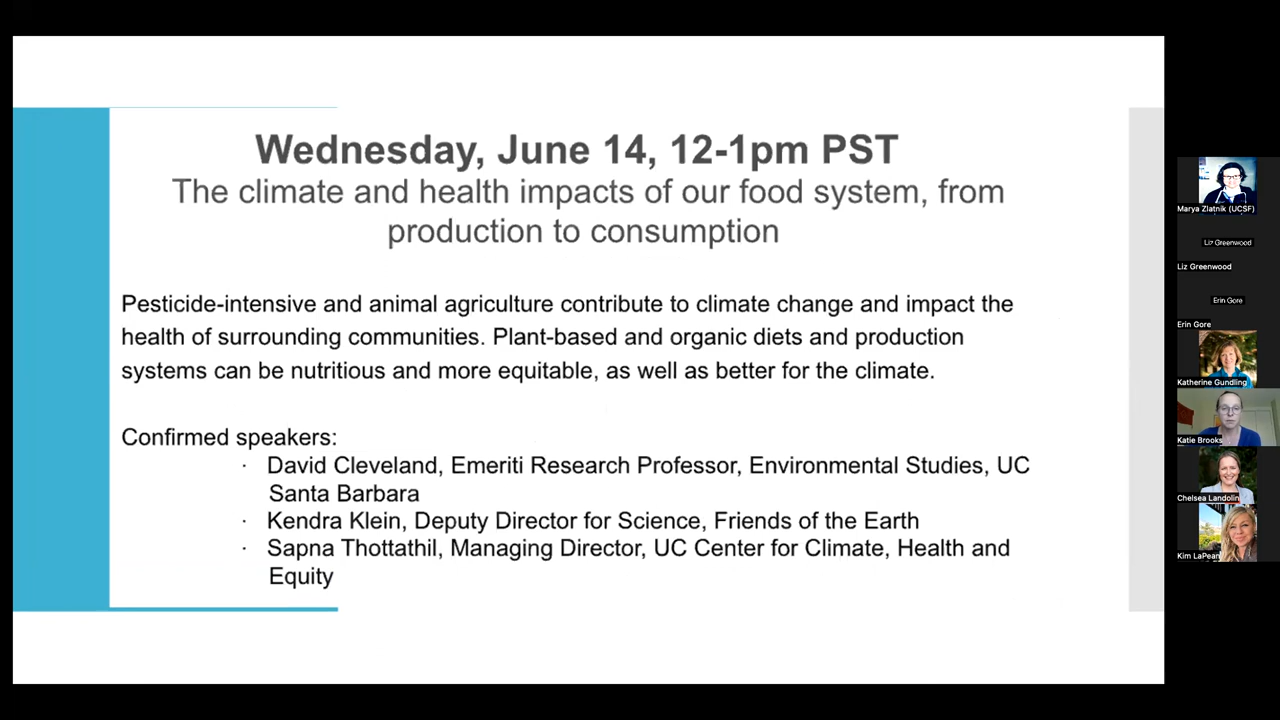 Wednesday, June 14, 12-1pm PST
The climate and health impacts of our food system, from
production to consumption
Pesticide-intensive and animal agriculture contribute to climate change and impact the
health of surrounding communities. Plant-based and organic diets and production
systems can be nutritious and more equitable, as well as better for the climate.
Confirmed speakers:
· David Cleveland, Emeriti Research Professor, Environmental Studies, UC
Santa Barbara
· Kendra Klein, Deputy Director for Science, Friends of the Earth
· Sapna Thottathil, Managing Director, UC Center for Climate, Health and
Equity
Marya Zlatnik (UCSF)
Liz Greenwood
Liz Greenwood
Erin Gore
Erin Gore
Katherine Gundling
Katie Brooks
Chelsea Landolin
Kim LaPean